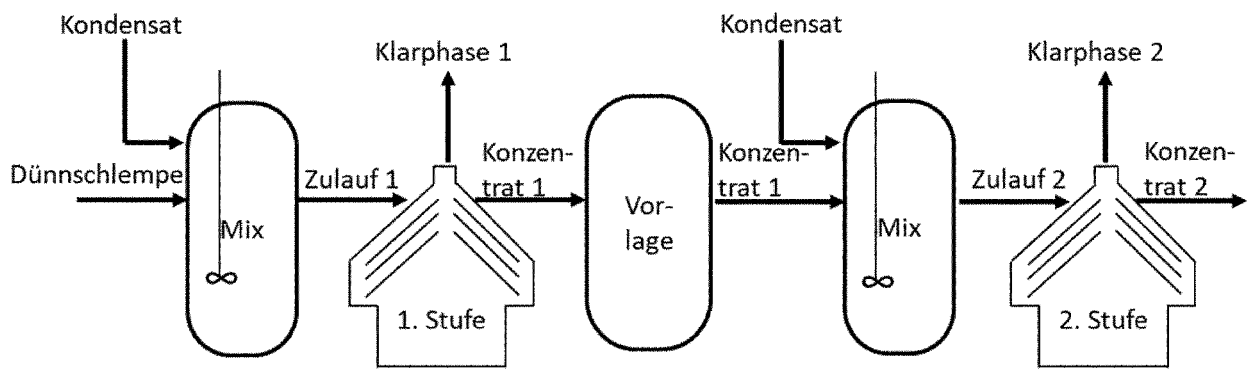 Kondensat
Klarphase 1
Kondensat
Klarphase 2
Dünnschlempe
Mix
Zulauf 1
1. Stufe
Konzen-
trat 1
Vor-
lage
Konzen-
trat 1
Mix
Zulauf 2
2. Stufe
Konzen-
trat 2